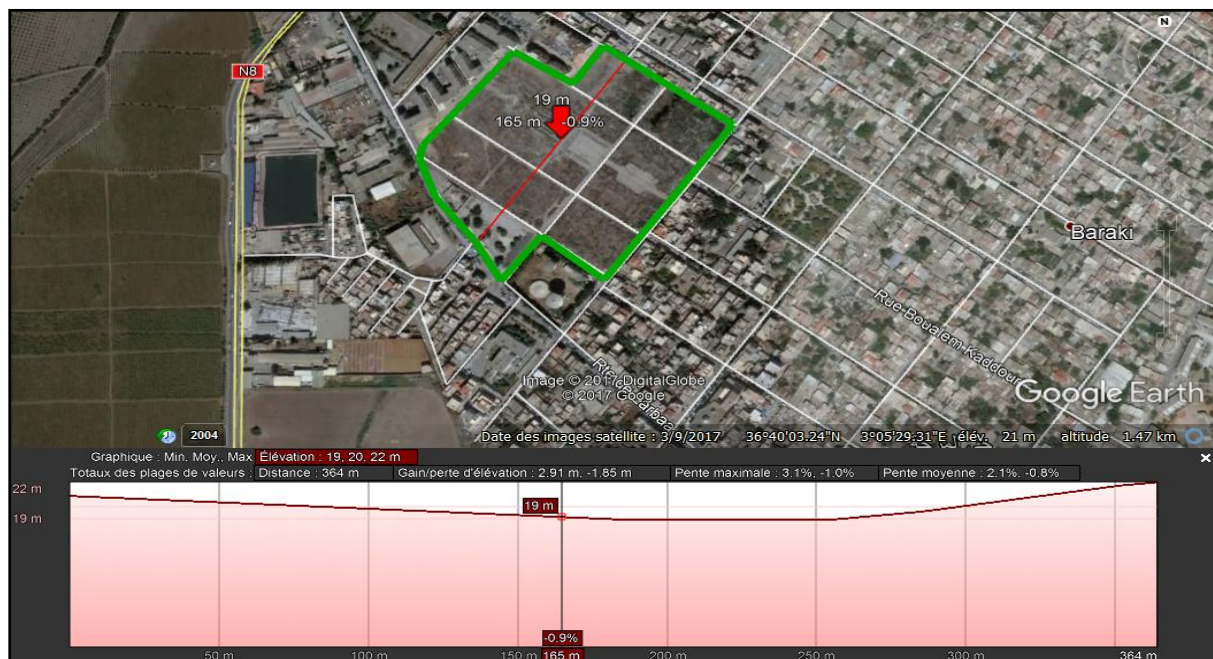 N
N8
19 m
165 m -0.9%
Baraki
Rue Boualem Kaddour
Image © 2017 DigitalGlobe
© 2017 Google
Google Earth
2004
Date des images satellite : 3/9/2017 36°40'03.24"N 3°05'29.31"E élév. 21 m altitude 1.47 km
Graphique : Min. Moy.. Max Élévation : 19, 20, 22 m
Totaux des plages de valeurs : Distance : 364 m Gain/perte d'élévation : 2.91 m, -1.85 m Pente maximale : 3.1%, -1.0% Pente moyenne : 2.1%, -0.8%
22 m
19 m
19 m
-0.9%
50 m 100 m 150 m 165 m 200 m 250 m 300 m 364 m